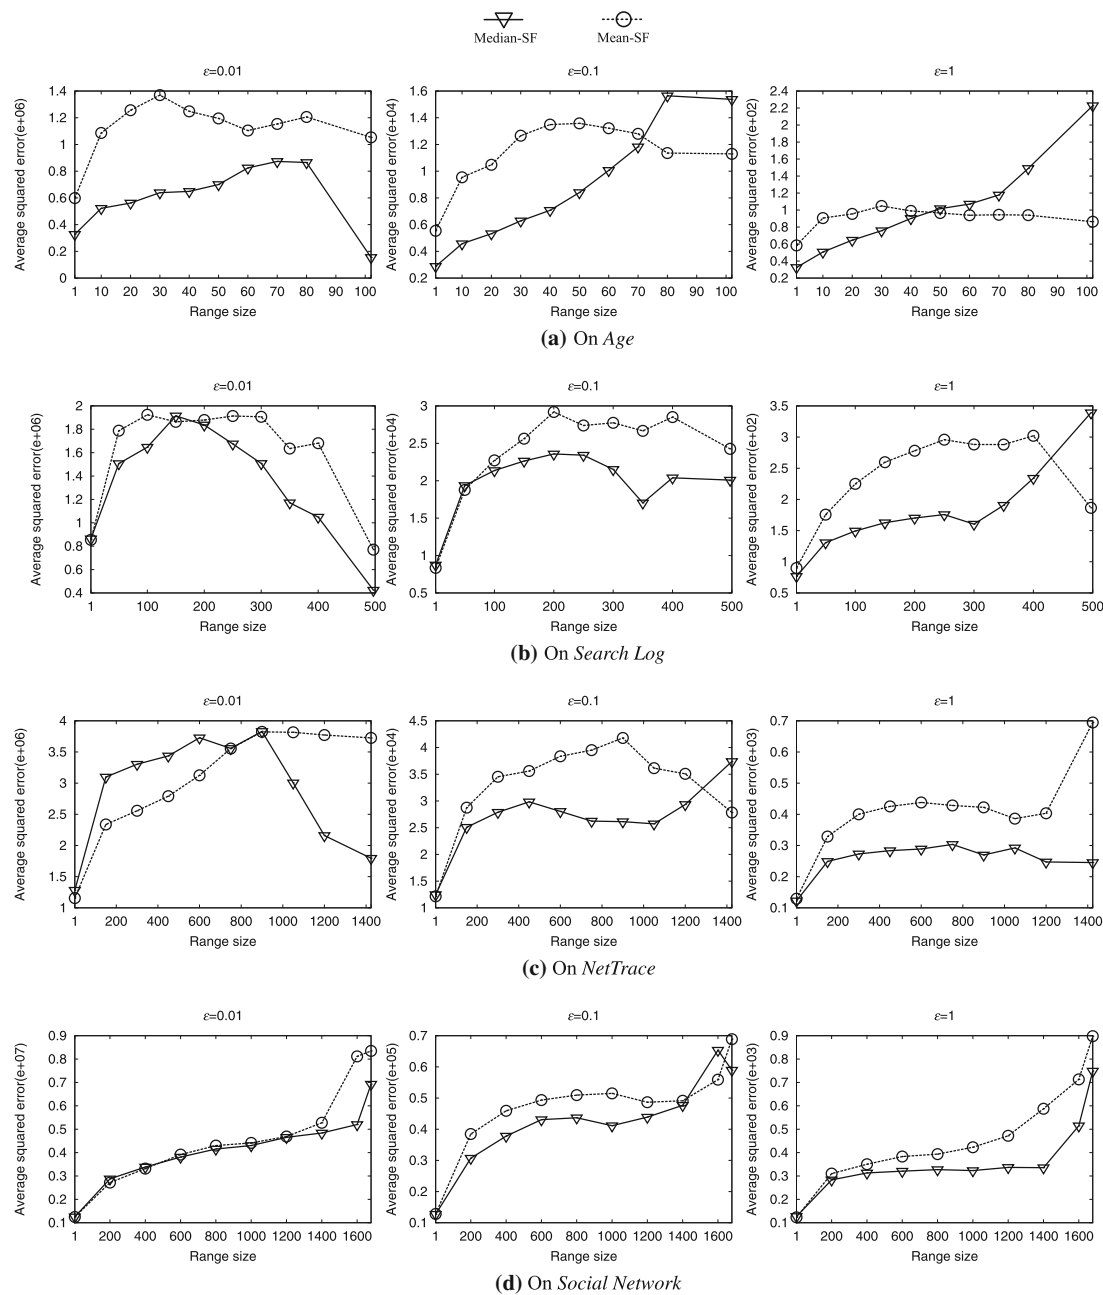 Median-SF Mean-SF
ε=0.01 ε=0.1 ε=1
Average squared error(e+06)
1.4
1.2
1
0.8
0.6
0.4
0.2
0
1 10 20 30 40 50 60 70 80 90 100
Range size
Average squared error(e+04)
1.6
1.4
1.2
1
0.8
0.6
0.4
0.2
1 10 20 30 40 50 60 70 80 90 100
Range size
Average squared error(e+02)
2.4
2.2
2
1.8
1.6
1.4
1.2
1
0.8
0.6
0.4
0.2
1 10 20 30 40 50 60 70 80 90 100
Range size
(a) On Age
ε=0.01 ε=0.1 ε=1
Average squared error(e+06)
2
1.8
1.6
1.4
1.2
1
0.8
0.6
0.4
1 100 200 300 400 500
Range size
Average squared error(e+04)
3
2.5
2
1.5
1
0.5
1 100 200 300 400 500
Range size
Average squared error(e+02)
3.5
3
2.5
2
1.5
1
0.5
1 100 200 300 400 500
Range size
(b) On Search Log
ε=0.01 ε=0.1 ε=1
Average squared error(e+06)
4
3.5
3
2.5
2
1.5
1
1 200 400 600 800 1000 1200 1400
Range size
Average squared error(e+04)
4.5
4
3.5
3
2.5
2
1.5
1
1 200 400 600 800 1000 1200 1400
Range size
Average squared error(e+03)
0.7
0.6
0.5
0.4
0.3
0.2
0.1
1 200 400 600 800 1000 1200 1400
Range size
(c) On NetTrace
ε=0.01 ε=0.1 ε=1
Average squared error(e+07)
0.9
0.8
0.7
0.6
0.5
0.4
0.3
0.2
0.1
1 200 400 600 800 1000 1200 1400 1600
Range size
Average squared error(e+05)
0.7
0.6
0.5
0.4
0.3
0.2
0.1
1 200 400 600 800 1000 1200 1400 1600
Range size
Average squared error(e+03)
0.9
0.8
0.7
0.6
0.5
0.4
0.3
0.2
0.1
1 200 400 600 800 1000 1200 1400 1600
Range size
(d) On Social Network